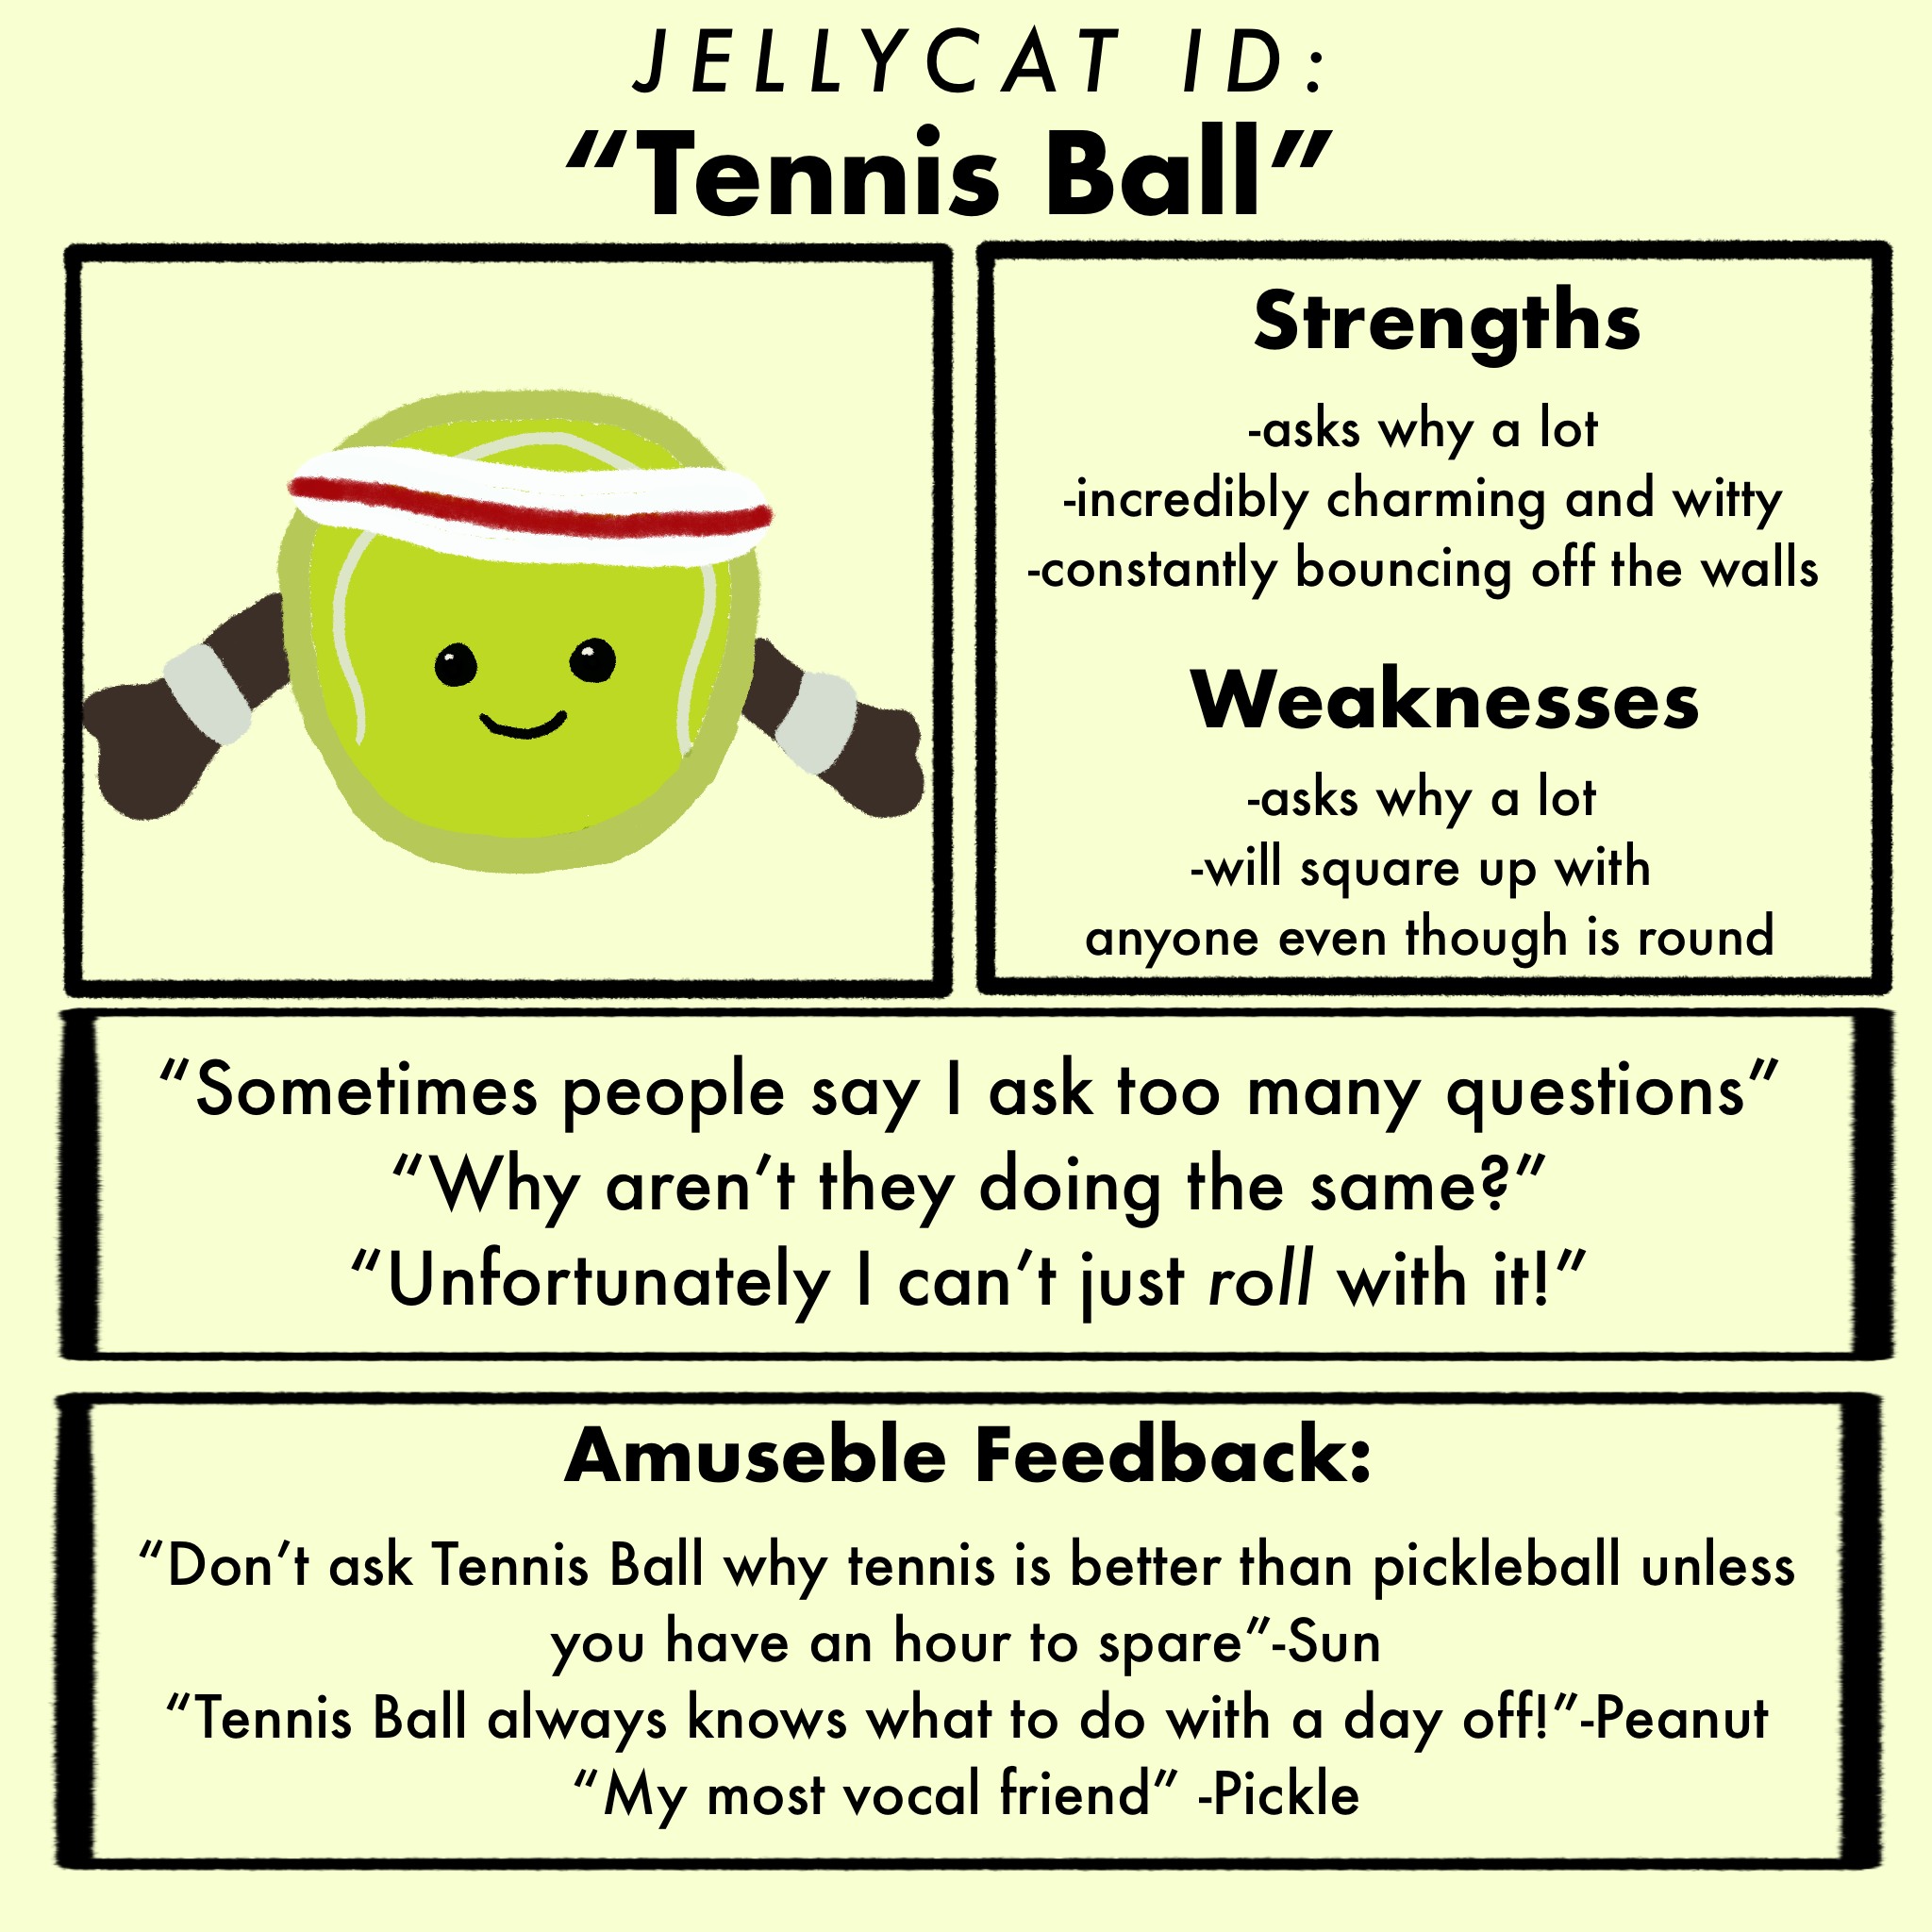 JELLYCAT ID:
“Tennis Ball”
Strengths
-asks why a lot
-incredibly charming and witty
-constantly bouncing off the walls
Weaknesses
-asks why a lot
-will square up with
anyone even though is round
“Sometimes people say I ask too many questions”
“Why aren’t they doing the same?”
“Unfortunately I can’t just roll with it!”
Amuseble Feedback:
“Don’t ask Tennis Ball why tennis is better than pickleball unless
you have an hour to spare”-Sun
“Tennis Ball always knows what to do with a day off!”-Peanut
“My most vocal friend” -Pickle